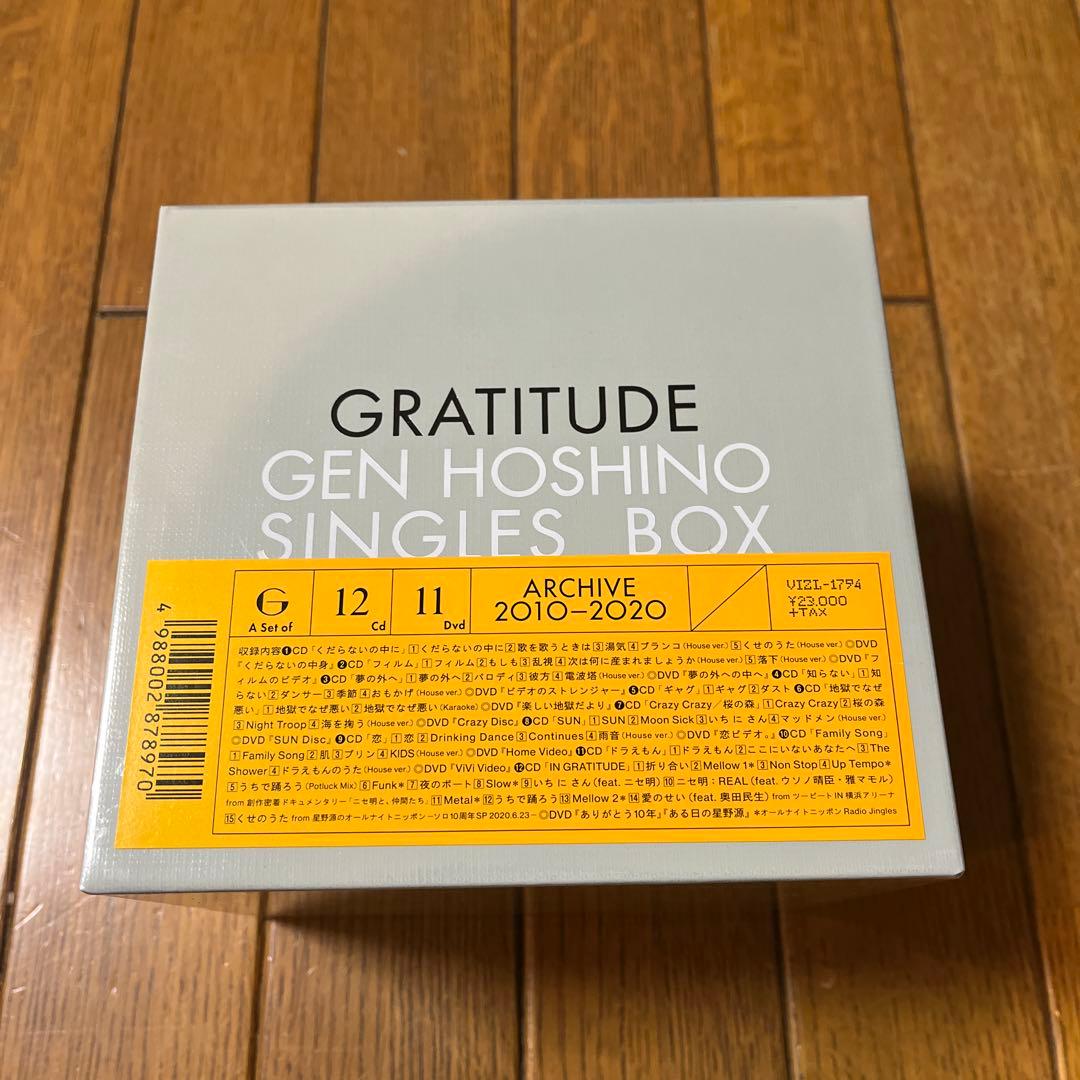 GRATITUDE
GEN HOSHINO
SINGLES BOX
G
A Set of
12
Cd
11
Dvd
ARCHIVE
2010—2020
VIZL-1794
¥23.000
+TAX
4 988002 878970
収録内容❶CD「くだらないの中に」①くだらないの中に②歌を歌うときは③湯気④ブランコ(House ver.)⑤くせのうた(House ver.)◎DVD
『くだらないの中身』❷CD「フィルム」①フィルム②もしも③乱視④次は何に産まれましょうか(House ver.)⑤落下(House ver.)◎DVD『フ
ィルムのビデオ』❸CD「夢の外へ」①夢の外へ②パロディ③彼方④電波塔(House ver.)◎DVD『夢の外への中へ』❹CD「知らない」①知
らない②ダンサー③季節④おもかげ(House ver.)◎DVD『ビデオのストレンジャー』❺CD「ギャグ」①ギャグ②ダスト❻CD「地獄でなぜ
悪い」①地獄でなぜ悪い②地獄でなぜ悪い(Karaoke)◎DVD『楽しい地獄だより』❼CD「Crazy Crazy／桜の森」①Crazy Crazy②桜の森
③Night Troop④海を掬う(House ver.)◎DVD『Crazy Disc』❽CD「SUN」①SUN②Moon Sick③いち に さん④マッドメン(House ver.)
◎DVD『SUN Disc』❾CD「恋」①恋②Drinking Dance③Continues④雨音(House ver.)◎DVD『恋ビデオ。』❿CD「Family Song」
①Family Song②肌③プリン④KIDS(House ver.)◎DVD『Home Video』⓫CD「ドラえもん」①ドラえもん②ここにいないあなたへ③The
Shower④ドラえもんのうた(House ver.)◎DVD『ViVi Video』⓬CD「IN GRATITUDE」①折り合い②Mellow 1＊③Non Stop④Up Tempo＊
⑤うちで踊ろう(Potluck Mix)⑥Funk＊⑦夜のボート⑧Slow＊⑨いち に さん(feat. ニセ明)⑩ニセ明：REAL (feat. ウソノ晴臣・雅マモル)
from 創作密着ドキュメンタリー「ニセ明と、仲間たち」⑪Metal＊⑫うちで踊ろう⑬Mellow 2＊⑭愛のせい(feat. 奥田民生) from ツービートIN 横浜アリーナ
⑮くせのうた from 星野源のオールナイトニッポン−ソロ10周年SP 2020.6.23−◎DVD『ありがとう10年』『ある日の星野源』＊オールナイトニッポン Radio Jingles